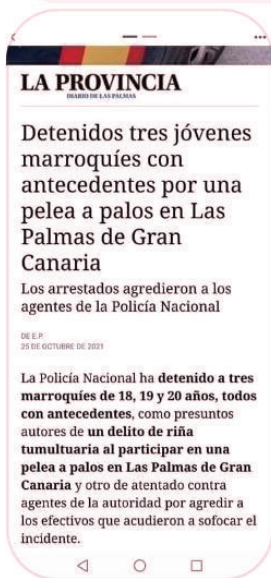 LA PROVINCIA
DIARIO DE LAS PALMAS
Detenidos tres jóvenes
marroquíes con
antecedentes por una
pelea a palos en Las
Palmas de Gran
Canaria
Los arrestados agredieron a los
agentes de la Policía Nacional
DE E.P.
25 DE OCTUBRE DE 2021
La Policía Nacional ha detenido a tres
marroquíes de 18, 19 y 20 años, todos
con antecedentes, como presuntos
autores de un delito de riña
tumultuaria al participar en una
pelea a palos en Las Palmas de Gran
Canaria y otro de atentado contra
agentes de la autoridad por agredir a
los efectivos que acudieron a sofocar el
incidente.